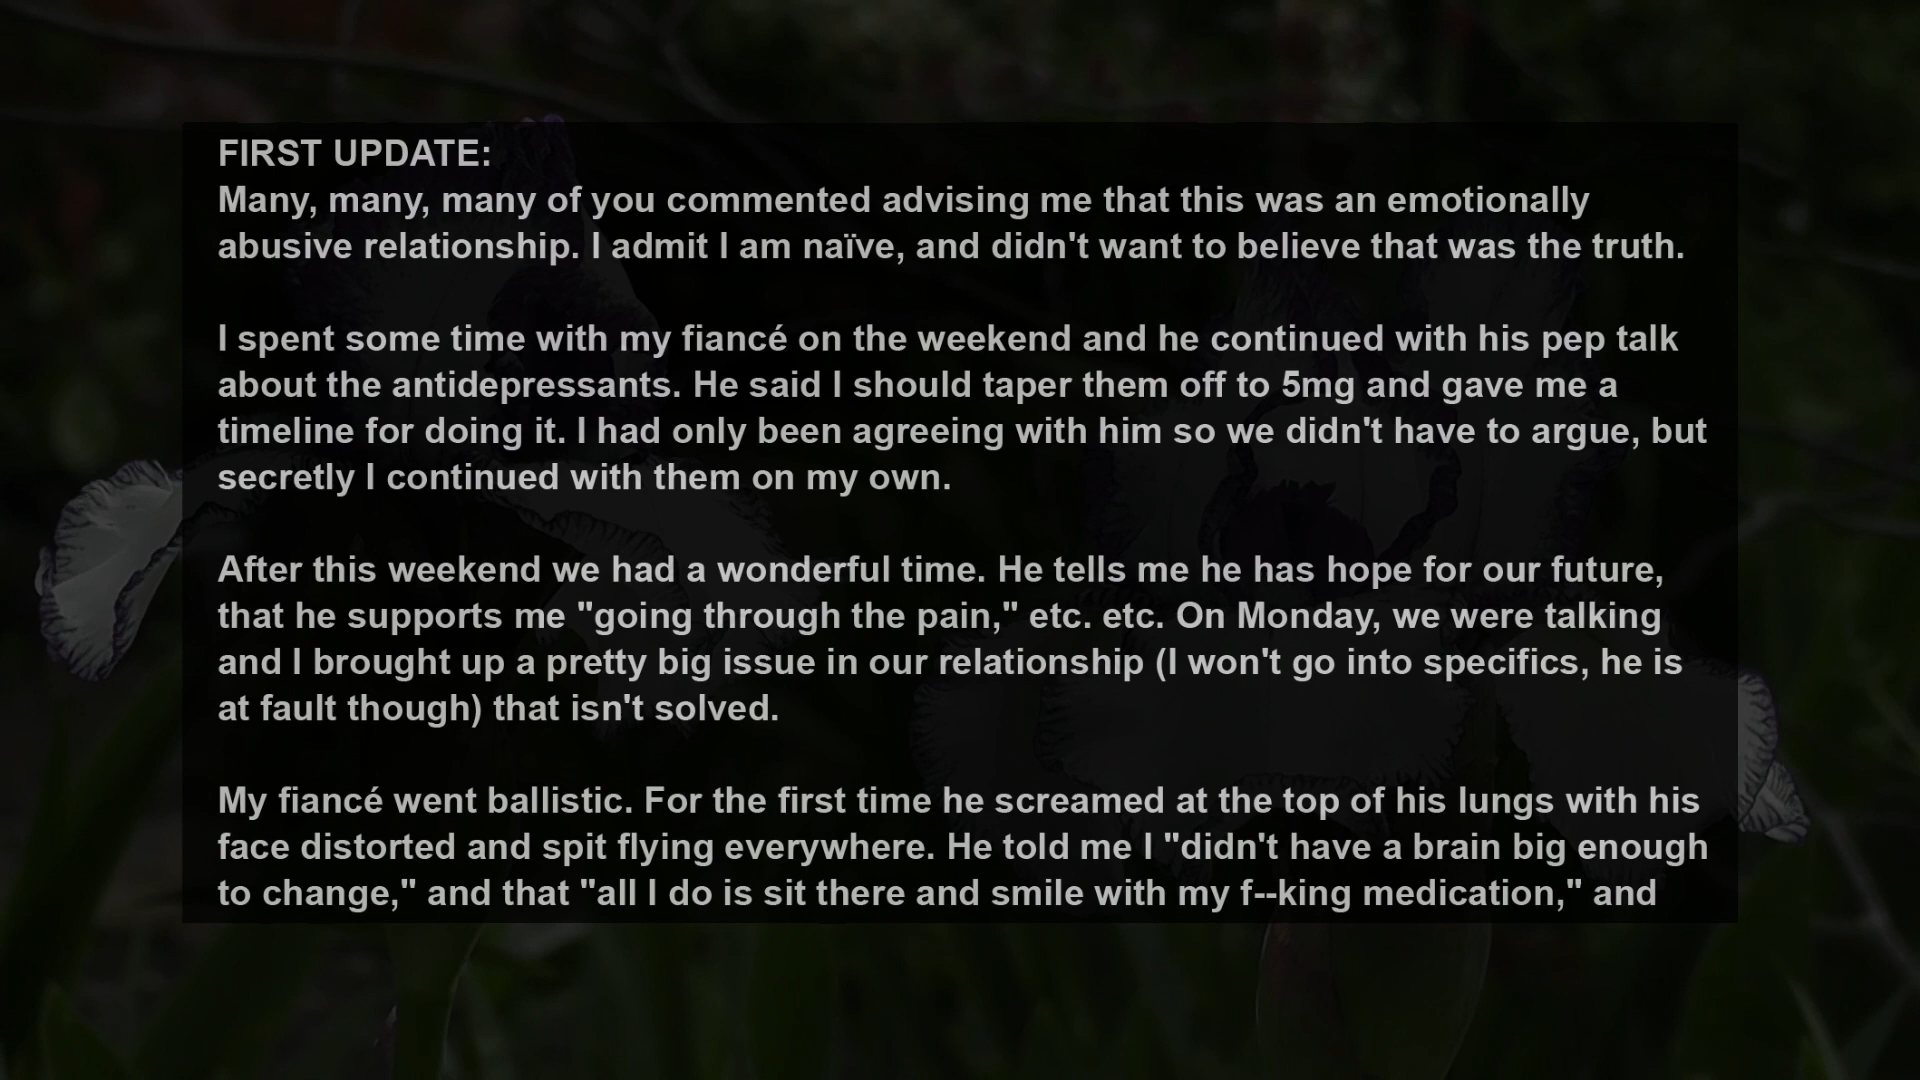 FIRST UPDATE:
Many, many, many of you commented advising me that this was an emotionally
abusive relationship. I admit I am naïve, and didn't want to believe that was the truth.
I spent some time with my fiancé on the weekend and he continued with his pep talk
about the antidepressants. He said I should taper them off to 5mg and gave me a
timeline for doing it. I had only been agreeing with him so we didn't have to argue, but
secretly I continued with them on my own.
After this weekend we had a wonderful time. He tells me he has hope for our future,
that he supports me "going through the pain," etc. etc. On Monday, we were talking
and I brought up a pretty big issue in our relationship (I won't go into specifics, he is
at fault though) that isn't solved.
My fiancé went ballistic. For the first time he screamed at the top of his lungs with his
face distorted and spit flying everywhere. He told me I "didn't have a brain big enough
to change," and that "all I do is sit there and smile with my f--king medication," and